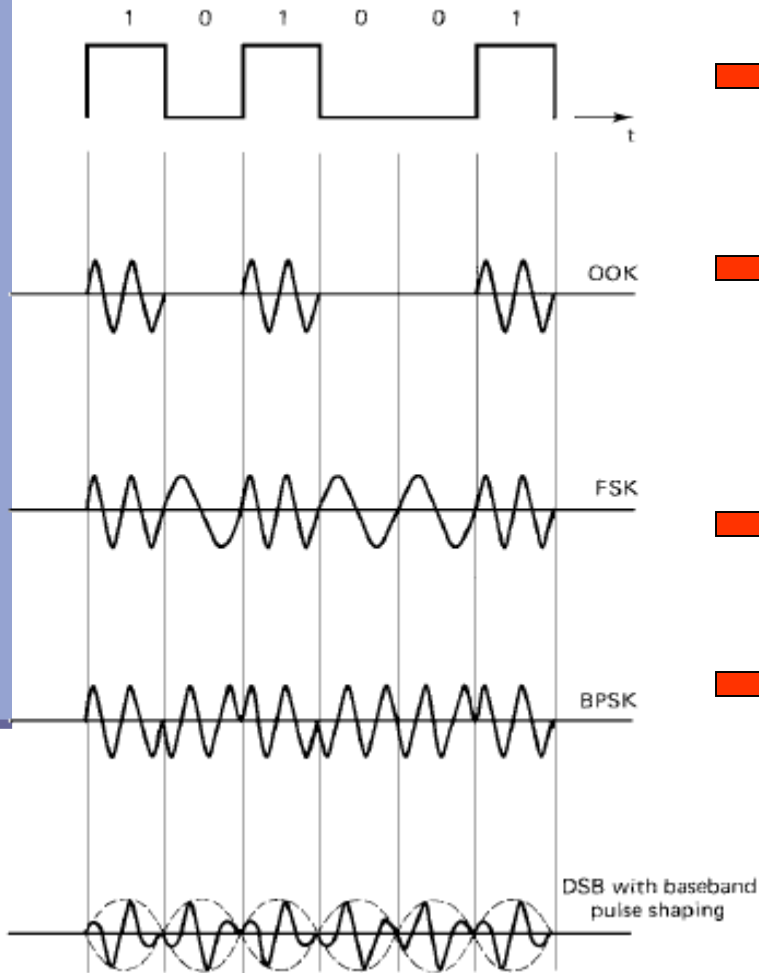 1 0 1 0 0 1
t
OOK
FSK
BPSK
DSB with baseband
pulse shaping